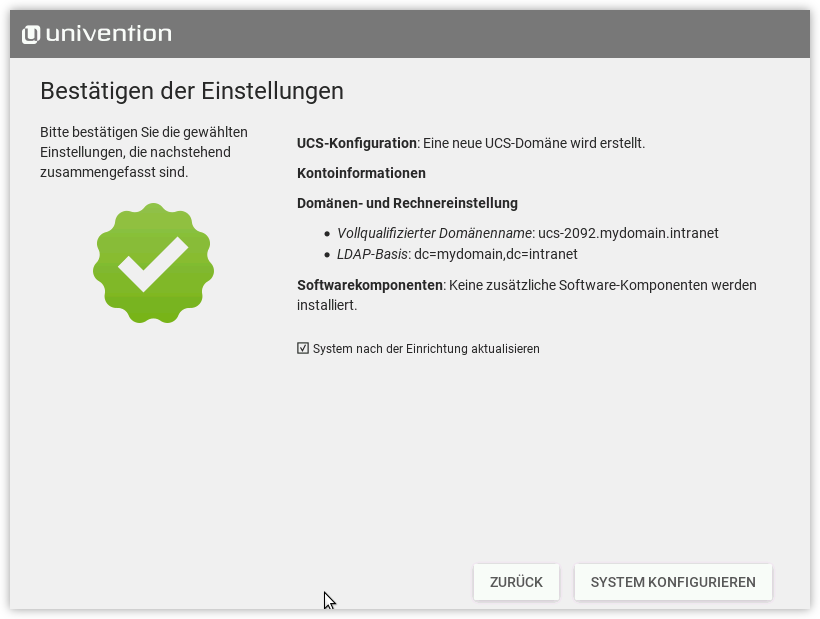 univention
Bestätigen der Einstellungen
Bitte bestätigen Sie die gewählten
Einstellungen, die nachstehend
zusammengefasst sind.
UCS-Konfiguration: Eine neue UCS-Domäne wird erstellt.
Kontoinformationen
Domänen- und Rechnereinstellung
• Vollqualifizierter Domänenname: ucs-2092.mydomain.intranet
• LDAP-Basis: dc=mydomain,dc=intranet
Softwarekomponenten: Keine zusätzliche Software-Komponenten werden
installiert.
System nach der Einrichtung aktualisieren
ZURÜCK
SYSTEM KONFIGURIEREN